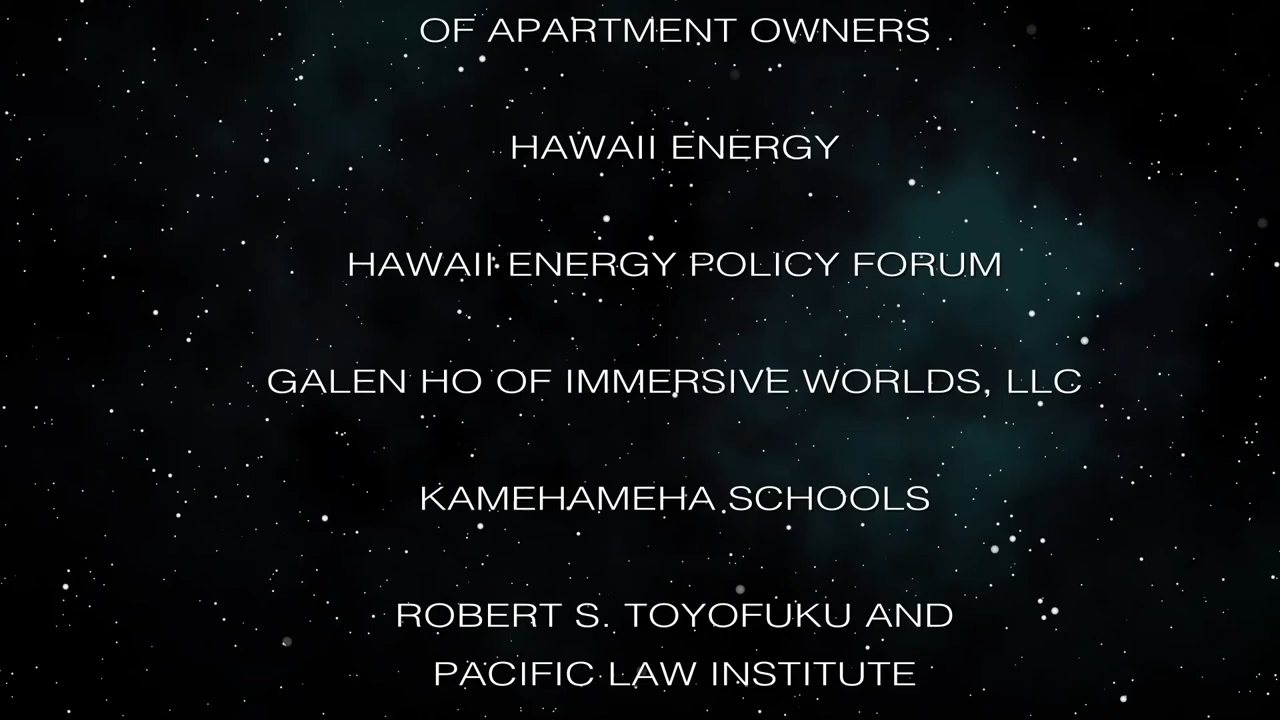 OF APARTMENT OWNERS
HAWAII ENERGY
HAWAII ENERGY POLICY FORUM
GALEN HO OF IMMERSIVE WORLDS, LLC
KAMEHAMEHA SCHOOLS
ROBERT S. TOYOFUKU AND
PACIFIC LAW INSTITUTE